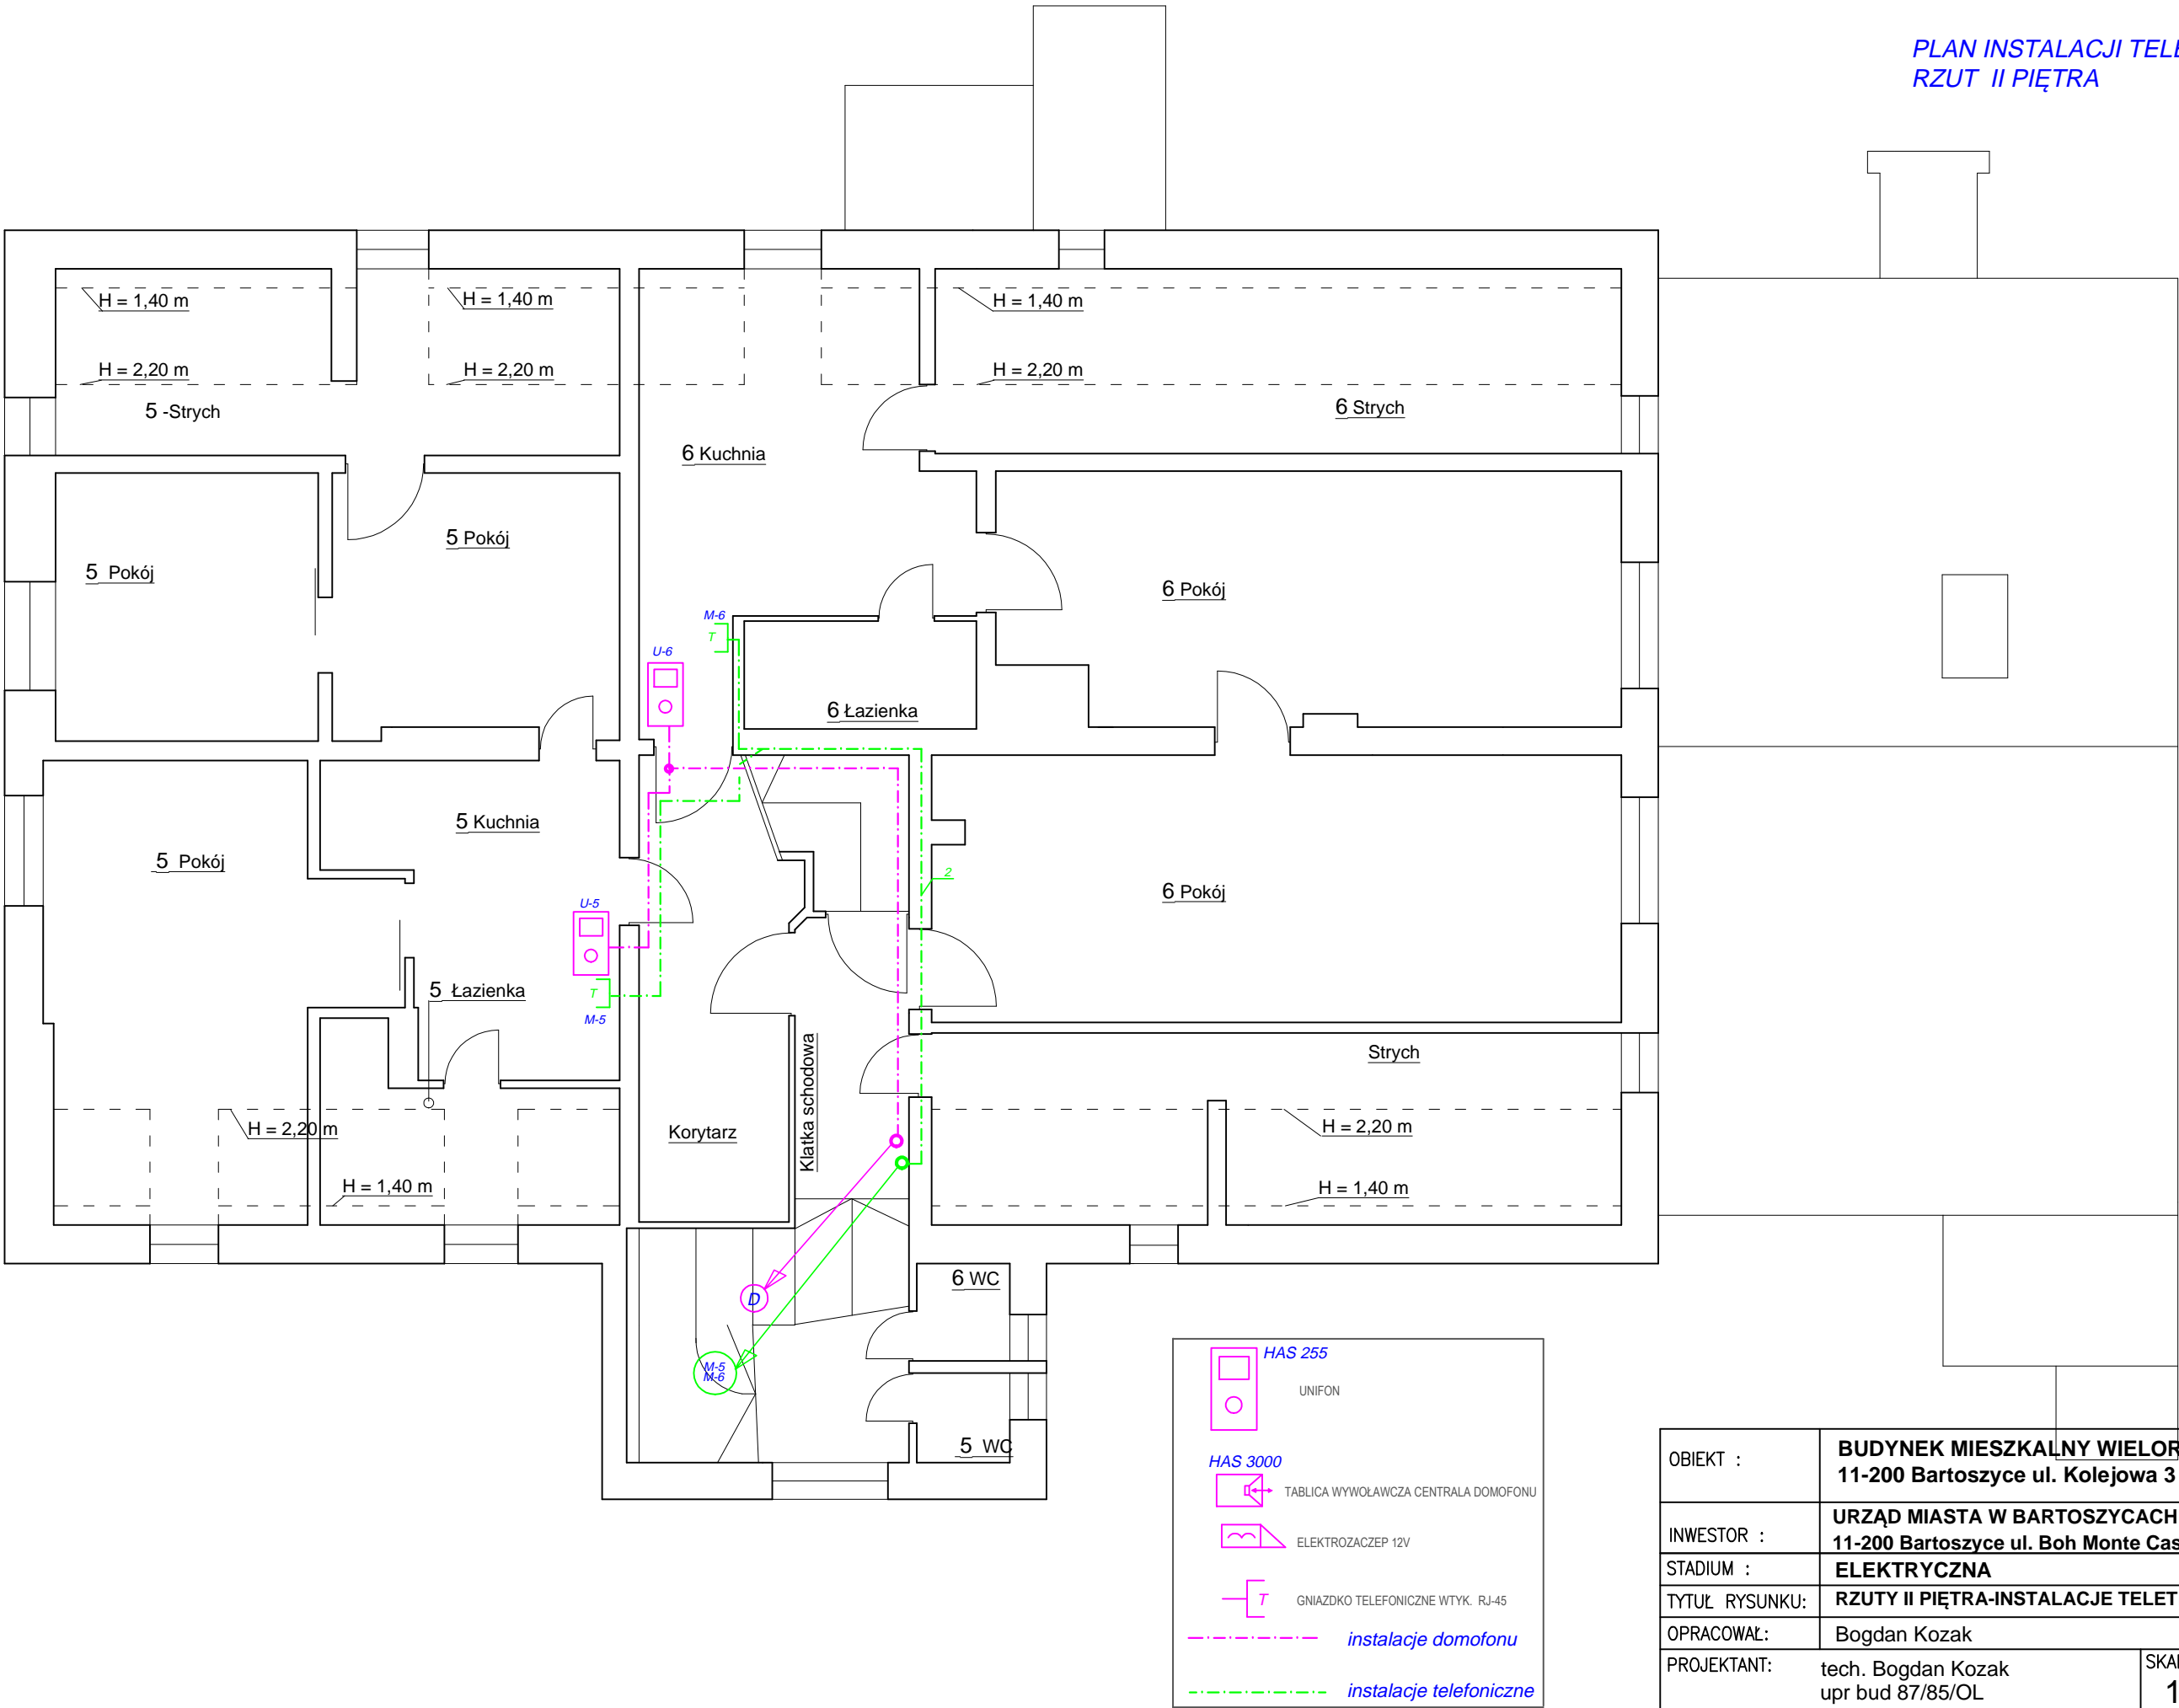 PLAN INSTALACJI
RZUT II PIĘTRA
H = 1,40 m
H = 1,40 m
H = 1,40 m
H = 2,20 m
H = 2,20 m
H = 2,20 m
5 -Strych
6 Strych
6 Kuchnia
5 Pokój
5 Pokój
6 Pokój
M-6
T
U-6
6 Łazienka
5 Kuchnia
5 Pokój
2
6 Pokój
U-5
5 Łazienka
T
M-5
Strych
Klatka schodowa
H = 2,20 m
Korytarz
H = 2,20 m
H = 1,40 m
H = 1,40 m
6 WC
D
M-5
M-6
5 WC
HAS 255
UNIFON
HAS 3000
TABLICA WYWOŁAWCZA CENTRALA DOMOFONU
ELEKTROZACZEP 12V
T
GNIAZDKO TELEFONICZNE WTYK. RJ-45
instalacje domofonu
instalacje telefoniczne
OBIEKT :
BUDYNEK MIESZKALNY
11-200 Bartoszyce ul. Kolejowa 3
INWESTOR :
URZĄD MIASTA W BARTOSZYCACH
11-200 Bartoszyce ul. Boh Monte
STADIUM :
ELEKTRYCZNA
TYTUŁ RYSUNKU:
RZUTY II PIĘTRA-INSTALACJE
OPRACOWAŁ:
Bogdan Kozak
PROJEKTANT:
tech. Bogdan Kozak
upr bud 87/85/OL